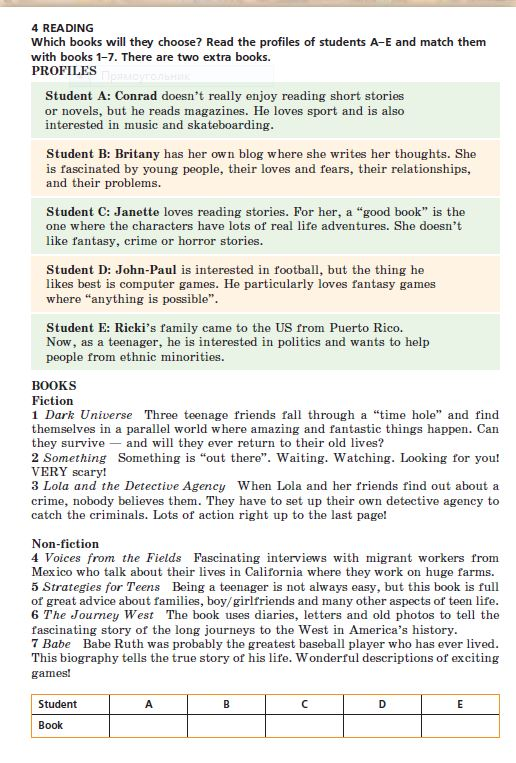 4 READING
Which books will they choose? Read the profiles of students A–E and match them
with books 1–7. There are two extra books.
PROFILES
Прямоугольник
Student A: Conrad doesn't really enjoy reading short stories
or novels, but he reads magazines. He loves sport and is also
interested in music and skateboarding.
Student B: Britany has her own blog where she writes her thoughts. She
is fascinated by young people, their loves and fears, their relationships,
and their problems.
Student C: Janette loves reading stories. For her, a “good book” is the
one where the characters have lots of real life adventures. She doesn't
like fantasy, crime or horror stories.
Student D: John-Paul is interested in football, but the thing he
likes best is computer games. He particularly loves fantasy games
where “anything is possible”.
Student E: Ricki's family came to the US from Puerto Rico.
Now, as a teenager, he is interested in politics and wants to help
people from ethnic minorities.
BOOKS
Fiction
1 Dark Universe Three teenage friends fall through a “time hole” and find
themselves in a parallel world where amazing and fantastic things happen. Can
they survive — and will they ever return to their old lives?
2 Something Something is “out there”. Waiting. Watching. Looking for you!
VERY scary!
3 Lola and the Detective Agency When Lola and her friends find out about a
crime, nobody believes them. They have to set up their own detective agency to
catch the criminals. Lots of action right up to the last page!
Non-fiction
4 Voices from the Fields Fascinating interviews with migrant workers from
Mexico who talk about their lives in California where they work on huge farms.
5 Strategies for Teens Being a teenager is not always easy, but this book is full
of great advice about families, boy/girlfriends and many other aspects of teen life.
6 The Journey West The book uses diaries, letters and old photos to tell the
fascinating story of the long journeys to the West in America's history.
7 Babe Babe Ruth was probably the greatest baseball player who has ever lived.
This biography tells the true story of his life. Wonderful descriptions of exciting
games!
Student A B C D E
Book